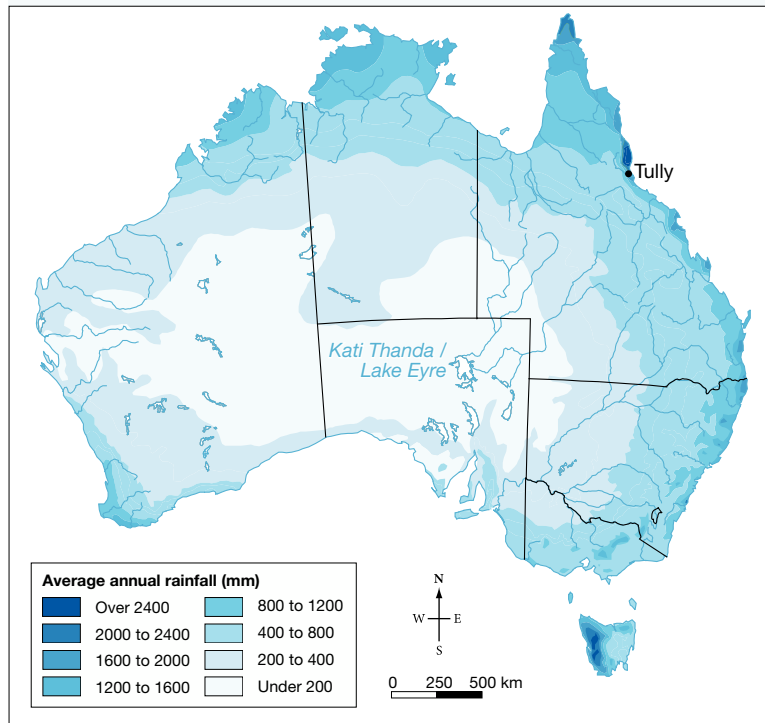 Tully
Kati Thanda /
Lake Eyre
Average annual rainfall (mm)
Over 2400
2000 to 2400
1600 to 2000
1200 to 1600
800 to 1200
400 to 800
200 to 400
Under 200
N
W E
S
0 250 500 km